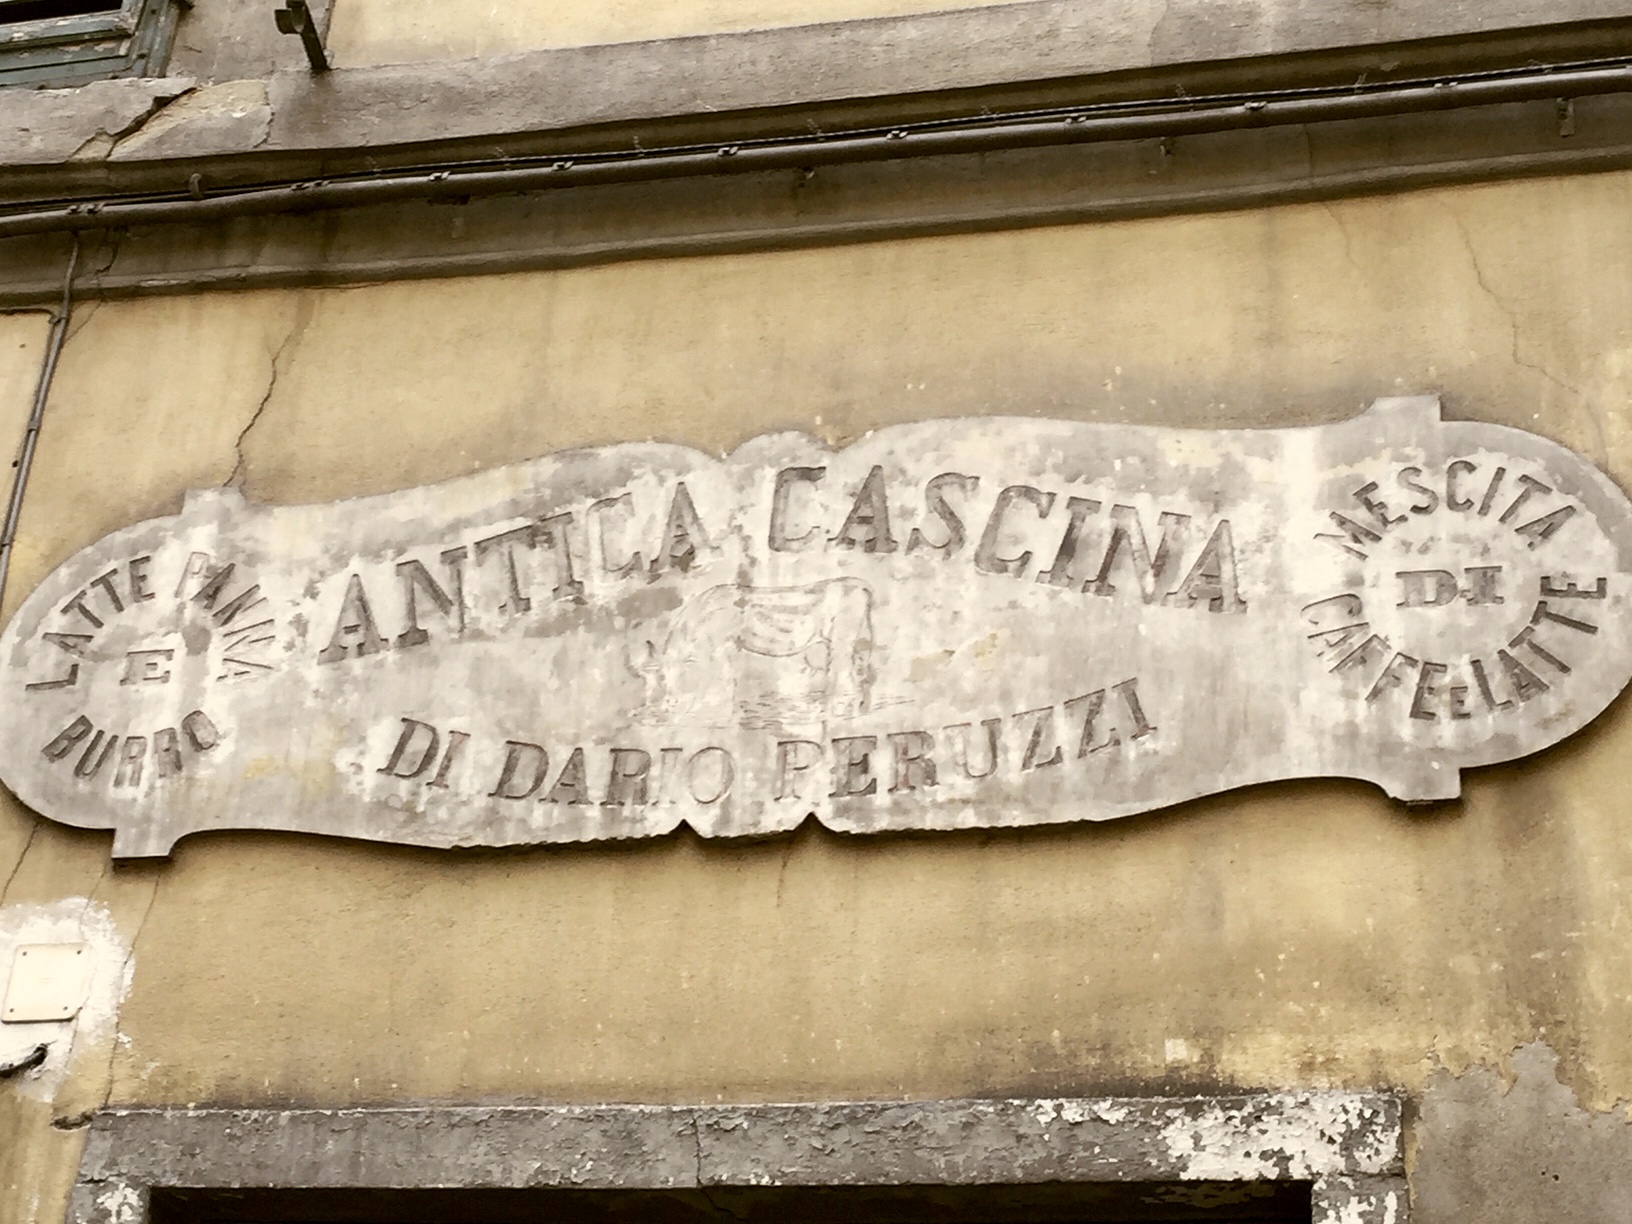 LATTE PANNA
E
BURRO
ANTICA CASCINA
DI DARIO PERUZZI
MESCITA
DI
CAFFE E LATTE